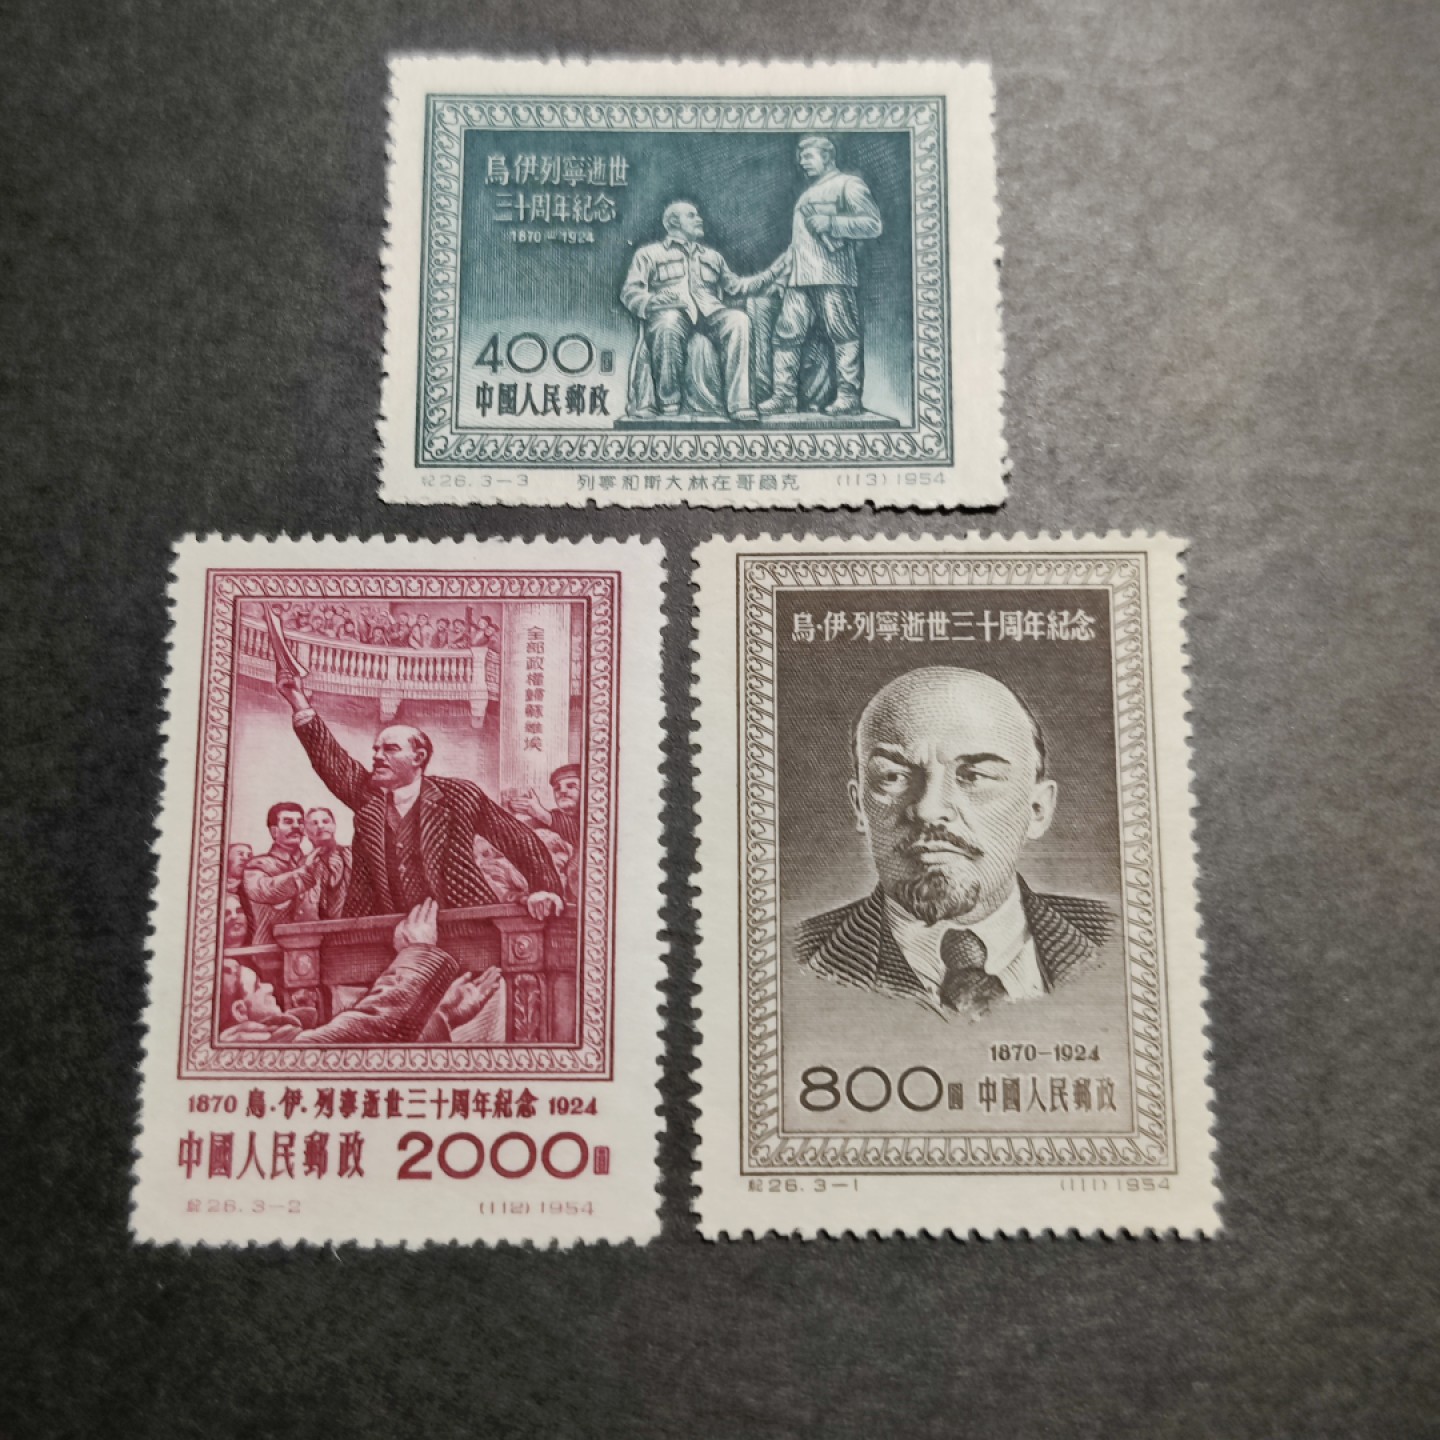 烏·伊·列寧逝世
三十周年紀念
1870-1924
400圓
中國人民郵政
紀26.3-3 列寧和斯大林在哥爾克 (113)1954
全部政權歸蘇維埃
1870 烏·伊·列寧逝世三十周年紀念 1924
中國人民郵政 2000圓
紀26.3-2 (112)1954
烏·伊·列寧逝世三十周年紀念
1870-1924
800圓 中國人民郵政
紀26.3-1 (111)1954